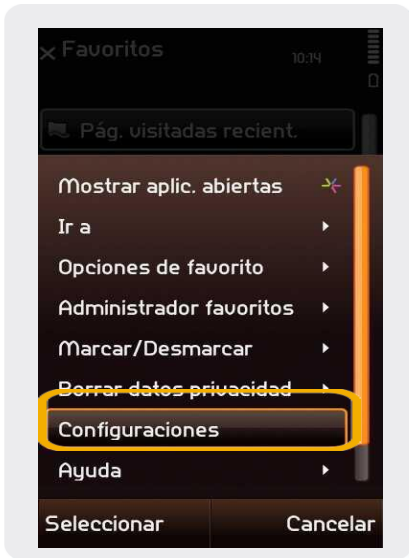 Favoritos
10:14
Pág. visitadas recient.
Mostrar aplic. abiertas
Ir a
Opciones de favorito
Administrador favoritos
Marcar/Desmarcar
Borrar datos privacidad
Configuraciones
Ayuda
Seleccionar Cancelar